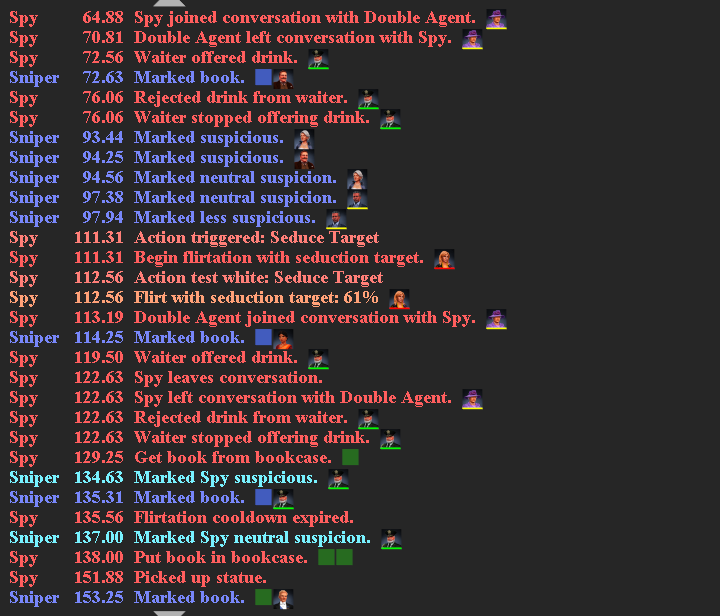 Spy 64.88 Spy joined conversation with Double Agent.
Spy 70.81 Double Agent left conversation with Spy.
Spy 72.56 Waiter offered drink.
Sniper 72.63 Marked book.
Spy 76.06 Rejected drink from waiter.
Spy 76.06 Waiter stopped offering drink.
Sniper 93.44 Marked suspicious.
Sniper 94.25 Marked suspicious.
Sniper 94.56 Marked neutral suspicion.
Sniper 97.38 Marked neutral suspicion.
Sniper 97.94 Marked less suspicious.
Spy 111.31 Action triggered: Seduce Target
Spy 111.31 Begin flirtation with seduction target.
Spy 112.56 Action test white: Seduce Target
Spy 112.56 Flirt with seduction target: 61%
Spy 113.19 Double Agent joined conversation with Spy.
Sniper 114.25 Marked book.
Spy 119.50 Waiter offered drink.
Spy 122.63 Spy leaves conversation.
Spy 122.63 Spy left conversation with Double Agent.
Spy 122.63 Rejected drink from waiter.
Spy 122.63 Waiter stopped offering drink.
Spy 129.25 Get book from bookcase.
Sniper 134.63 Marked Spy suspicious.
Sniper 135.31 Marked book.
Spy 135.56 Flirtation cooldown expired.
Sniper 137.00 Marked Spy neutral suspicion.
Spy 138.00 Put book in bookcase.
Spy 151.88 Picked up statue.
Sniper 153.25 Marked book.